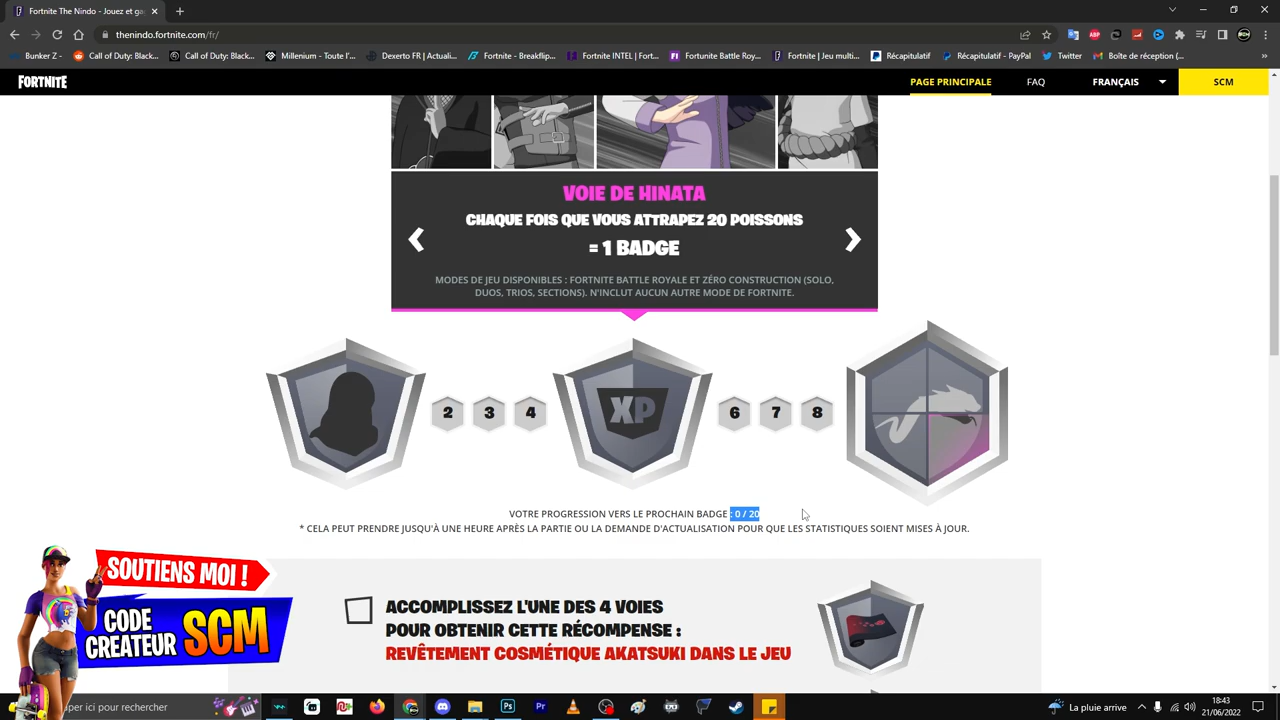 Fortnite : Jouez et ga
thenindo.fortnite.com/fr/
Bunker Z - Call of Duty: Black... Call of Duty: Black... Millenium - Toute l'... Dexerto FR | Actuali... Fortnite - Breakflip... Fortnite INTEL | Fort... Fortunite Battle Roy... Fortnite | Jeu multi... Récapitulatif Récapitulatif - PayPal Twitter Boîte de réception (...
FORTNITE PAGE PRINCIPALE FAQ FRANÇAIS SCM
VOIE DE HINATA
CHAQUE FOIS QUE VOUS ATTRAPEZ 20 POISSONS
= 1 BADGE
MODES DE JEU DISPONIBLES : FORTNITE BATTLE ROYALE ET ZÉRO CONSTRUCTION (SOLO,
DUOS, TRIOS, SECTIONS). N'INCLUT AUCUN AUTRE MODE DE FORTNITE.
2 3 4 XP 6 7 8
VOTRE PROGRESSION VERS LE PROCHAIN BADGE : 0 / 20
* CELA PEUT PRENDRE JUSQU'À UNE HEURE APRÈS LA PARTIE OU LA DEMANDE D'ACTUALISATION POUR QUE LES STATISTIQUES SOIENT MISES À JOUR.
SOUTIENS MOI !
CODE
CRÉATEUR SCM
ACCOMPLISSEZ L'UNE DES 4 VOIES
POUR OBTENIR CETTE RÉCOMPENSE :
REVÊTEMENT COSMÉTIQUE AKATSUKI DANS LE JEU
per ici pour rechercher
La pluie arrive
18:43
21/06/2022